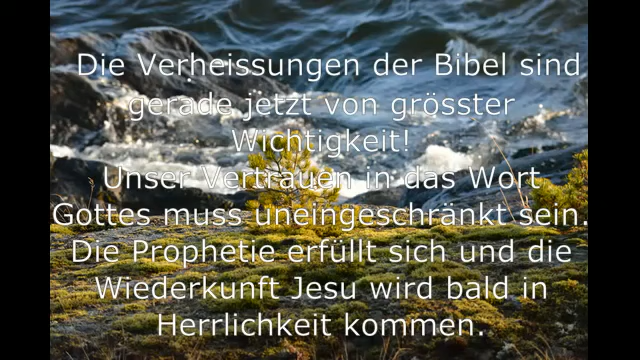 Die Verheissungen der Bibel sind
gerade jetzt von grösster
Wichtigkeit!
Unser Vertrauen in das Wort
Gottes muss uneingeschränkt sein.
Die Prophetie erfüllt sich und die
Wiederkunft Jesu wird bald in
Herrlichkeit kommen.